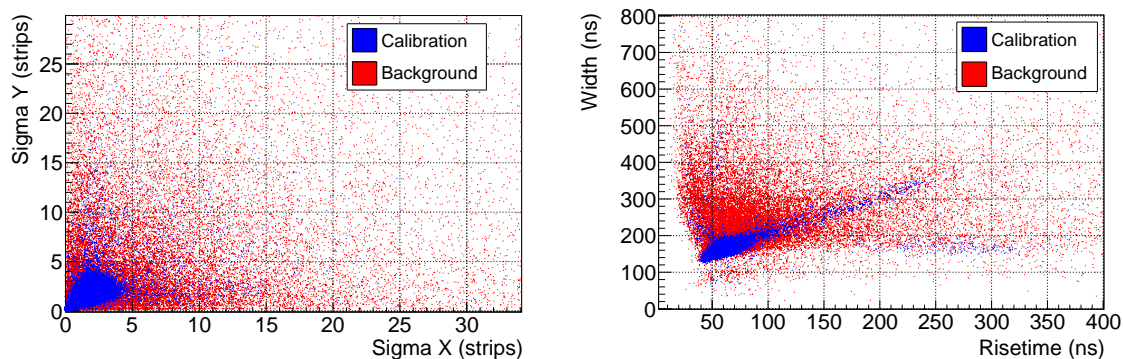 Sigma Y (strips)
25
20
15
10
5
0
Calibration
Background
0 5 10 15 20 25 30
Sigma X (strips)
Width (ns)
800
700
600
500
400
300
200
100
0
Calibration
Background
50 100 150 200 250 300 350 400
Risetime (ns)